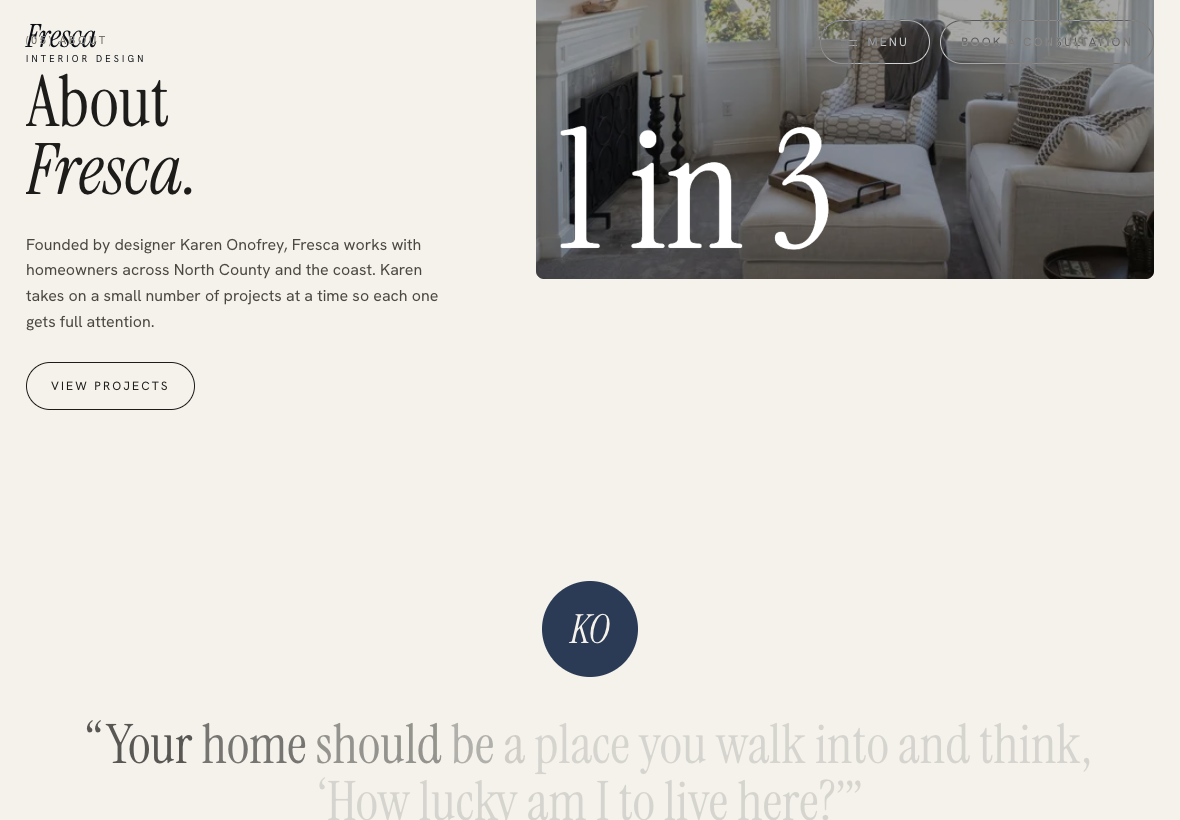 Fresca
INTERIOR DESIGN
MENU
BOOK A CONSULTATION
ABOUT
About
Fresca.
Founded by designer Karen Onofrey, Fresca works with
homeowners across North County and the coast. Karen
takes on a small number of projects at a time so each one
gets full attention.
VIEW PROJECTS
1 in 3
KO
“Your home should be a place you walk into and think,
‘How lucky am I to live here?’”